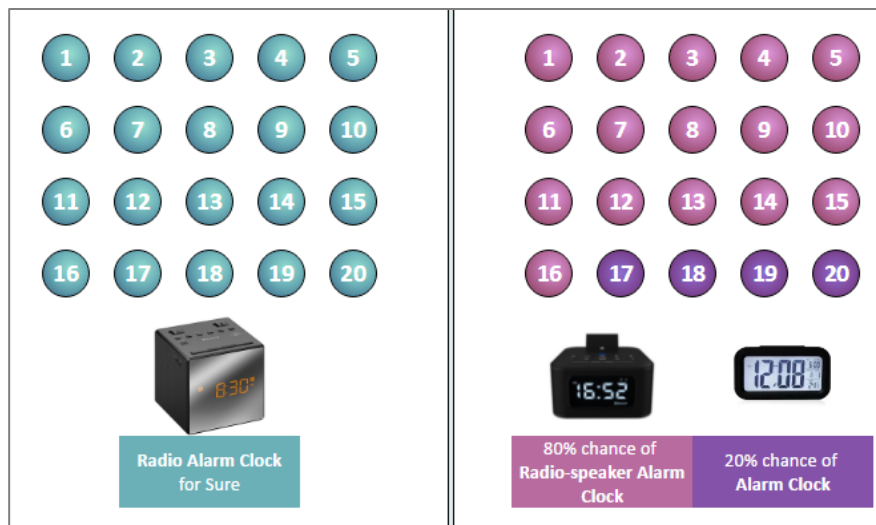 1 2 3 4 5
6 7 8 9 10
11 12 13 14 15
16 17 18 19 20
6:30
Radio Alarm Clock
for Sure
1 2 3 4 5
6 7 8 9 10
11 12 13 14 15
16 17 18 19 20
16:52
12:08
80% chance of
Radio-speaker Alarm
Clock
20% chance of
Alarm Clock